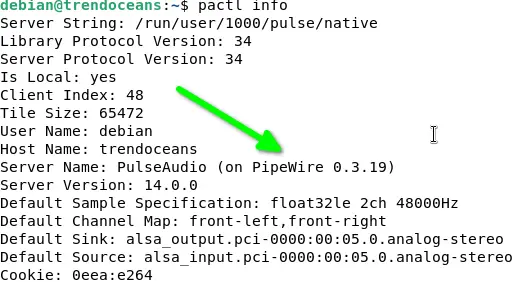 debian@trendoceans:~$ pactl info
Server String: /run/user/1000/pulse/native
Library Protocol Version: 34
Server Protocol Version: 34
Is Local: yes
Client Index: 48
Tile Size: 65472
User Name: debian
Host Name: trendoceans
Server Name: PulseAudio (on PipeWire 0.3.19)
Server Version: 14.0.0
Default Sample Specification: float32le 2ch 48000Hz
Default Channel Map: front-left,front-right
Default Sink: alsa_output.pci-0000:00:05.0.analog-stereo
Default Source: alsa_input.pci-0000:00:05.0.analog-stereo
Cookie: 0eea:e264